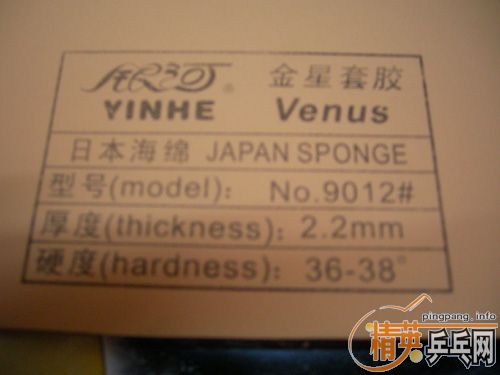 银河® 金星套胶
YINHE Venus
日本海绵 JAPAN SPONGE
型号(model): No.9012#
厚度(thickness): 2.2mm
硬度(hardness): 36-38°
pingpang.info
精英乒乓网